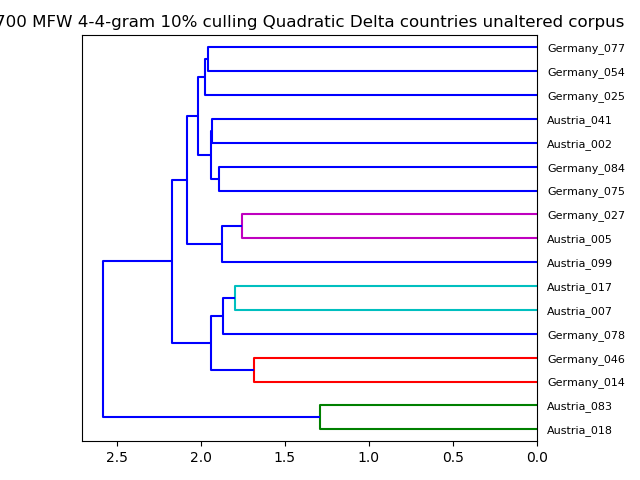 700 MFW 4-4-gram 10% culling Quadratic Delta countries unaltered corpus
Germany_077
Germany_054
Germany_025
Austria_041
Austria_002
Germany_084
Germany_075
Germany_027
Austria_005
Austria_099
Austria_017
Austria_007
Germany_078
Germany_046
Germany_014
Austria_083
Austria_018
2.5 2.0 1.5 1.0 0.5 0.0